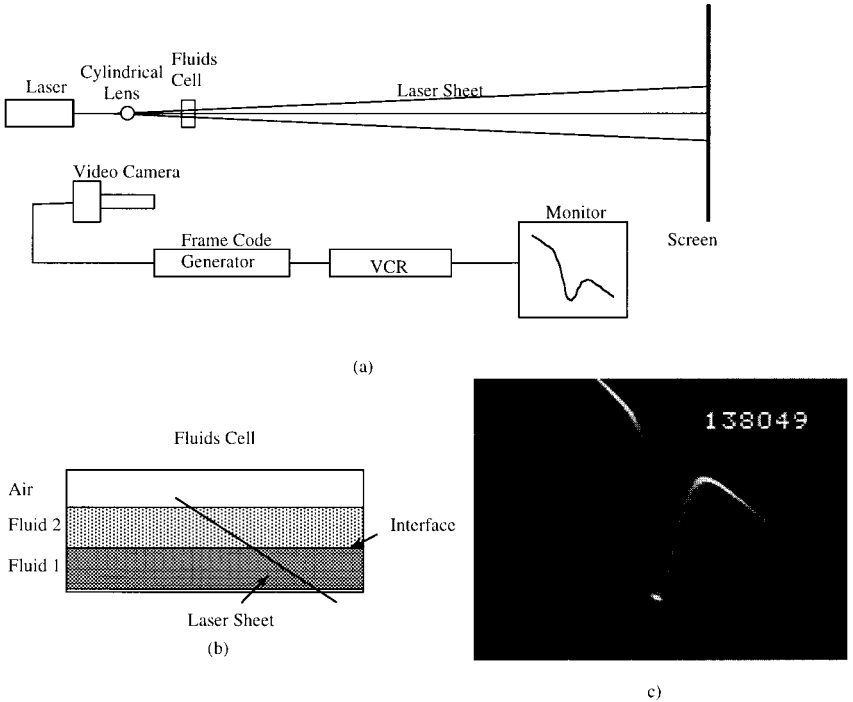 Laser
Cylindrical
Lens
Fluids
Cell
Laser Sheet
Screen
Video Camera
Frame Code
Generator
VCR
Monitor
(a)
Fluids Cell
Air
Fluid 2
Fluid 1
Interface
Laser Sheet
(b)
138049
c)